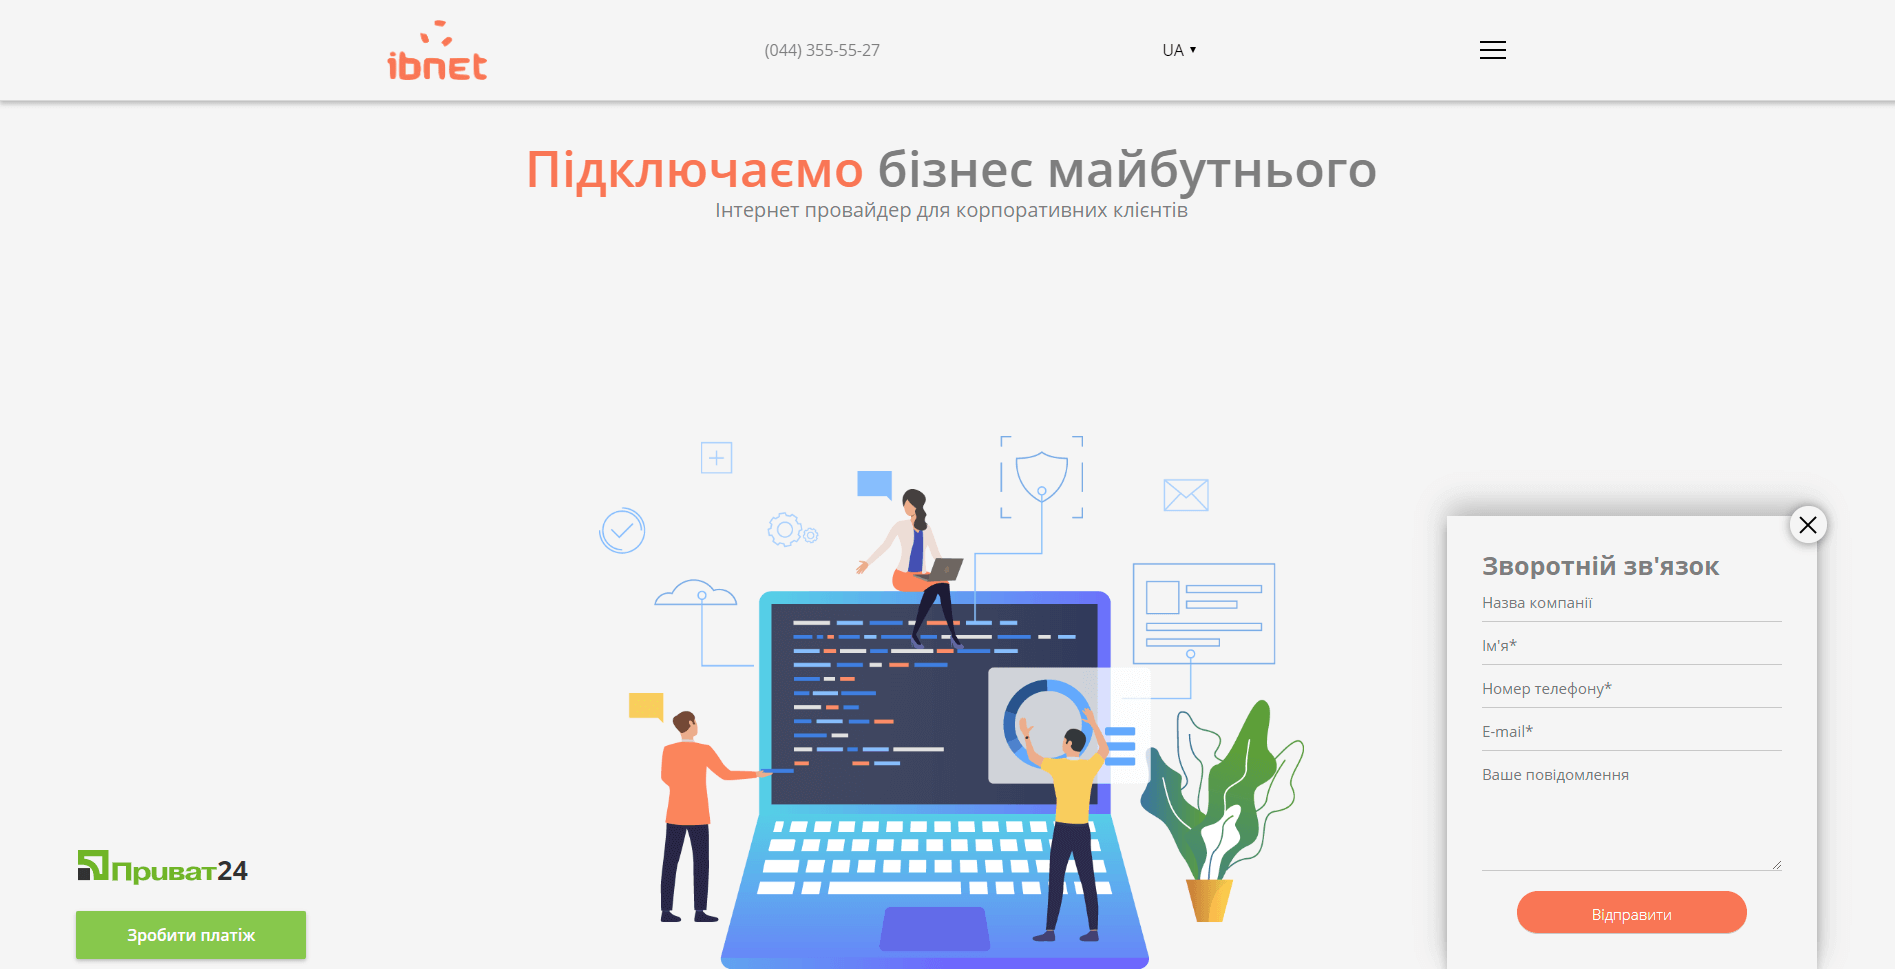 ibnet
(044) 355-55-27
UA
Підключаємо бізнес майбутнього
Інтернет провайдер для корпоративних клієнтів
Зворотній зв'язок
Назва компанії
Ім'я*
Номер телефону*
E-mail*
Ваше повідомлення
Відправити
Приват24
Зробити платіж